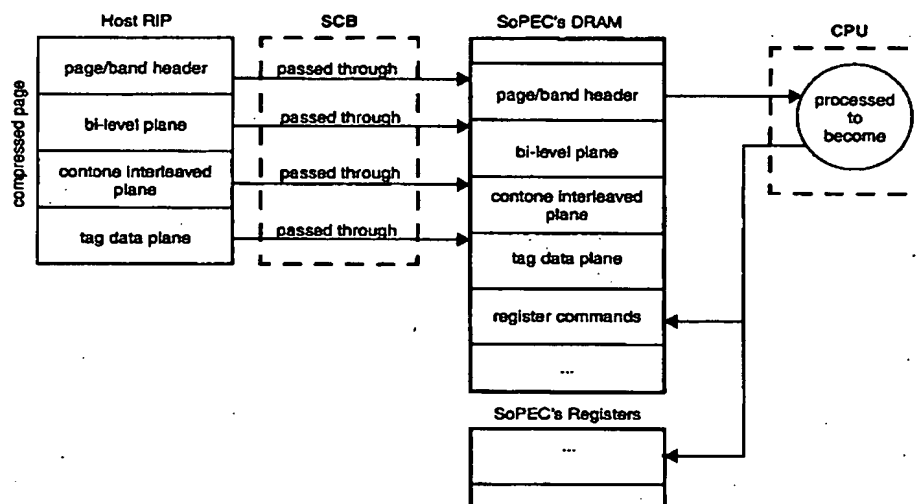 Host RIP
SCB
SoPEC's DRAM
CPU
compressed page
page/band header
bi-level plane
contone interleaved
plane
tag data plane
passed through
passed through
passed through
passed through
page/band header
bi-level plane
contone interleaved
plane
tag data plane
register commands
...
processed
to
become
SoPEC's Registers
...